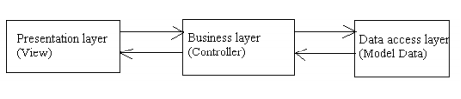 Presentation layer
(View)
Business layer
(Controller)
Data access layer
(Model Data)